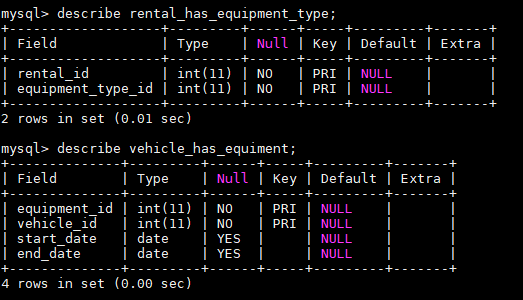 mysql> describe rental_has_equipment_type;
+-------------------+---------+------+-----+---------+-------+
| Field             | Type    | Null | Key | Default | Extra |
+-------------------+---------+------+-----+---------+-------+
| rental_id         | int(11) | NO   | PRI | NULL    |       |
| equipment_type_id | int(11) | NO   | PRI | NULL    |       |
+-------------------+---------+------+-----+---------+-------+
2 rows in set (0.01 sec)
mysql> describe vehicle_has_equiment;
+--------------+---------+------+-----+---------+-------+
| Field        | Type    | Null | Key | Default | Extra |
+--------------+---------+------+-----+---------+-------+
| equipment_id | int(11) | NO   | PRI | NULL    |       |
| vehicle_id   | int(11) | NO   | PRI | NULL    |       |
| start_date   | date    | YES  |     | NULL    |       |
| end_date     | date    | YES  |     | NULL    |       |
+--------------+---------+------+-----+---------+-------+
4 rows in set (0.00 sec)